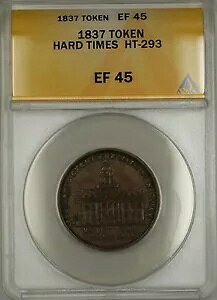 1837 TOKEN EF 45
1837 TOKEN
HARD TIMES HT-293
EF 45